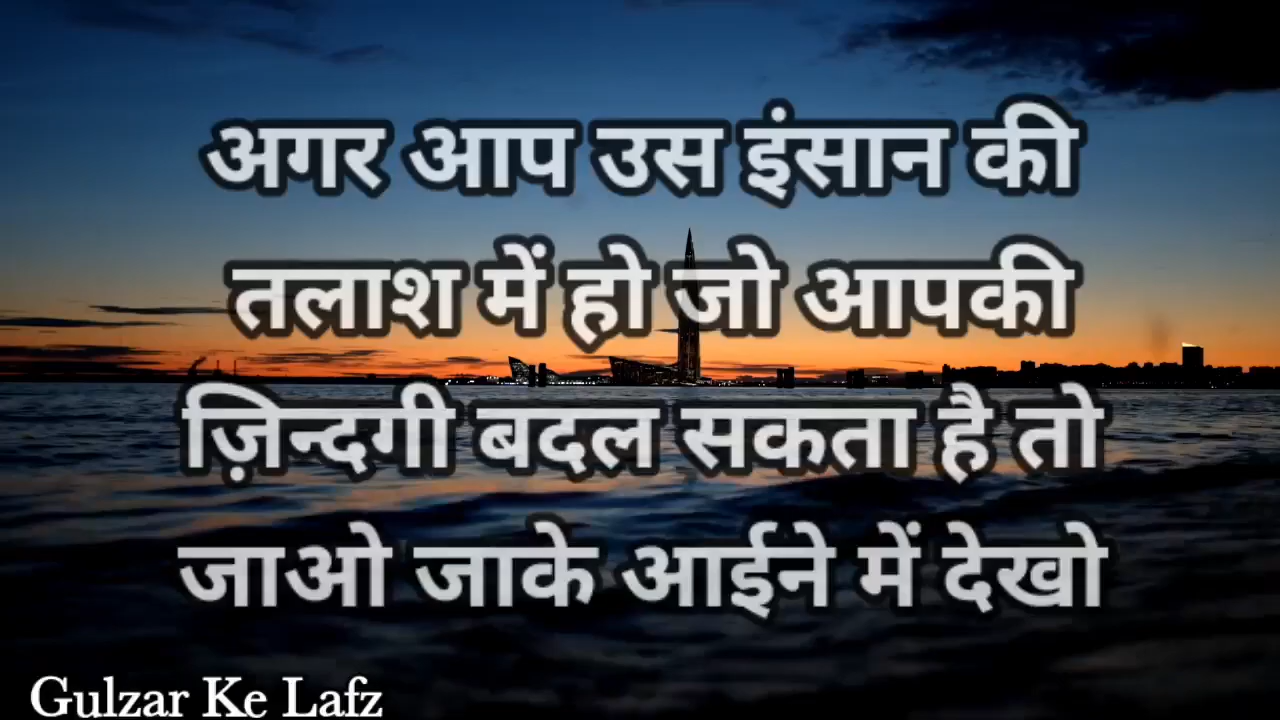 अगर आप उस इंसान की
तलाश में हो जो आपकी
ज़िन्दगी बदल सकता है तो
जाओ जाके आईने में देखो
Gulzar Ke Lafz